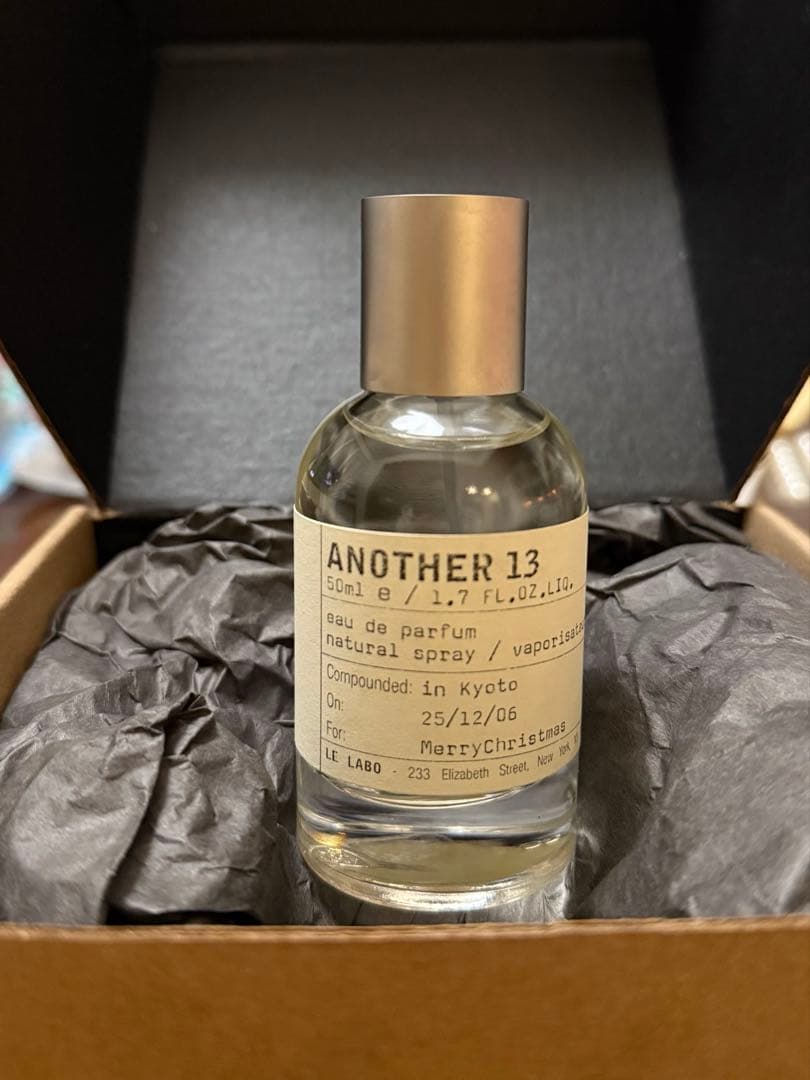 ANOTHER 13
50ml e / 1.7 FL.OZ.LIQ.
eau de parfum
natural spray /
Compounded: in Kyoto
On: 25/12/06
For: MerryChristmas
LE LABO - 233 Elizabeth Street, New York